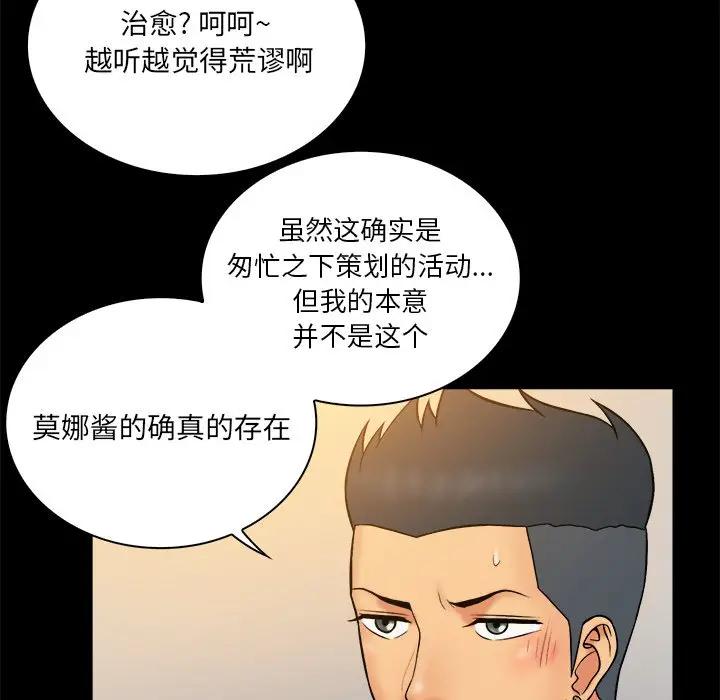 治愈? 呵呵~
越听越觉得荒谬啊
虽然这确实是
匆忙之下策划的活动...
但我的本意
并不是这个
莫娜酱的确真的存在